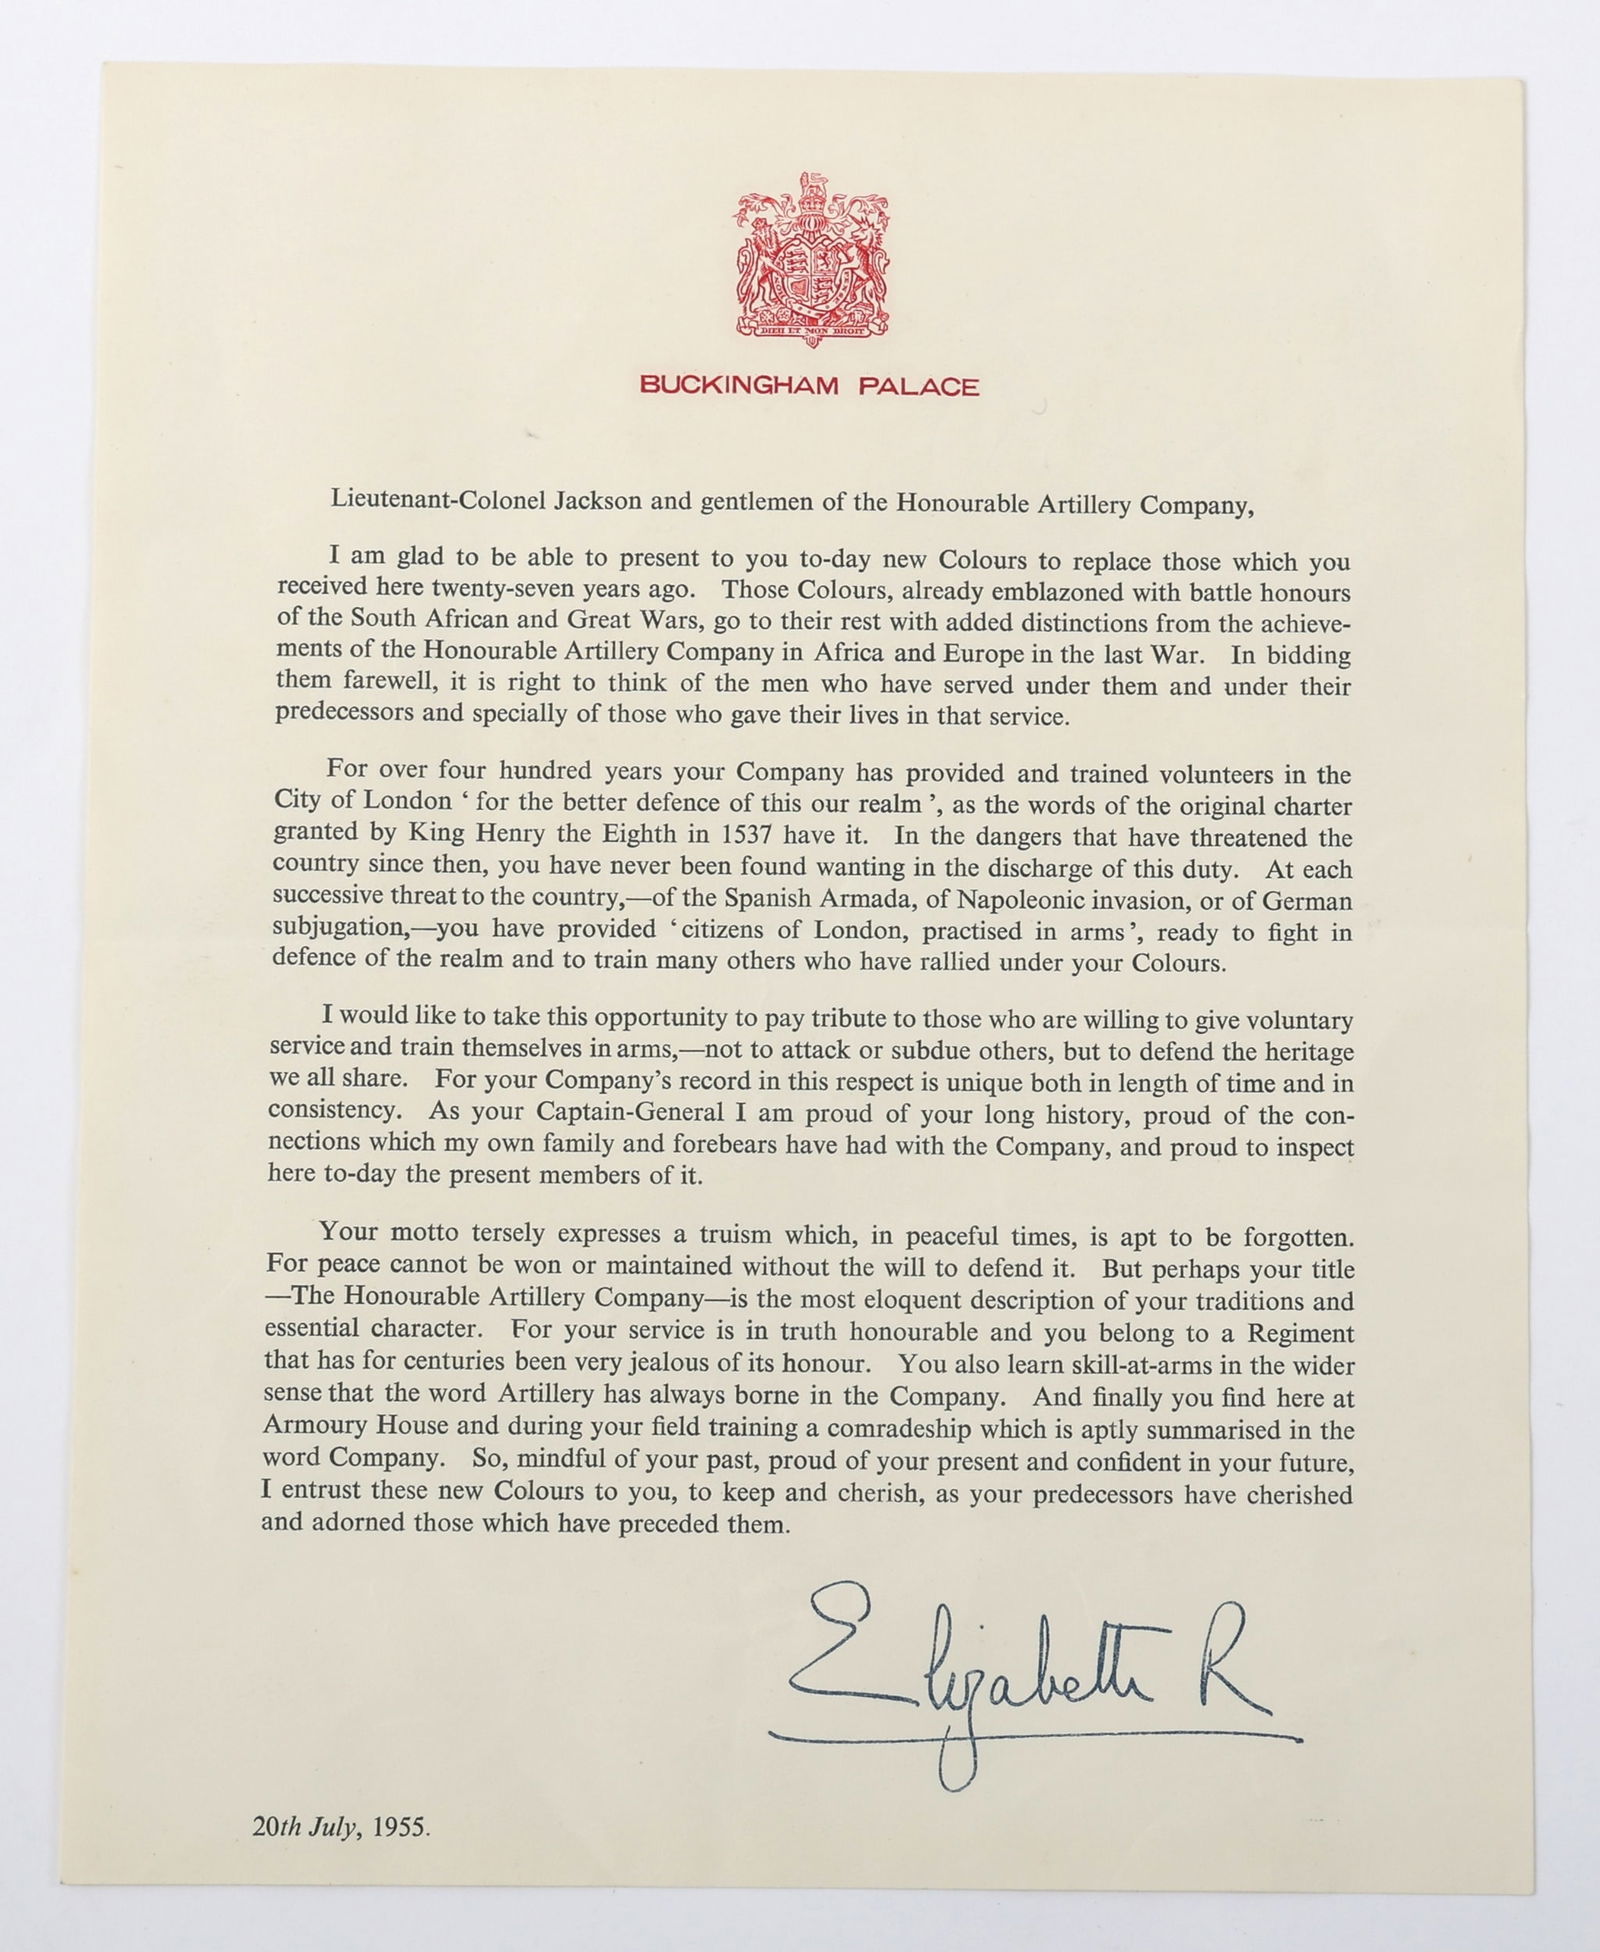 DIEU ET MON DROIT
BUCKINGHAM PALACE
Lieutenant-Colonel Jackson and gentlemen of the Honourable Artillery Company,
I am glad to be able to present to you to-day new Colours to replace those which you
received here twenty-seven years ago. Those Colours, already emblazoned with battle honours
of the South African and Great Wars, go to their rest with added distinctions from the achieve-
ments of the Honourable Artillery Company in Africa and Europe in the last War. In bidding
them farewell, it is right to think of the men who have served under them and under their
predecessors and specially of those who gave their lives in that service.
For over four hundred years your Company has provided and trained volunteers in the
City of London ‘ for the better defence of this our realm ’, as the words of the original charter
granted by King Henry the Eighth in 1537 have it. In the dangers that have threatened the
country since then, you have never been found wanting in the discharge of this duty. At each
successive threat to the country,—of the Spanish Armada, of Napoleonic invasion, or of German
subjugation,—you have provided ‘ citizens of London, practised in arms ’, ready to fight in
defence of the realm and to train many others who have rallied under your Colours.
I would like to take this opportunity to pay tribute to those who are willing to give voluntary
service and train themselves in arms,—not to attack or subdue others, but to defend the heritage
we all share. For your Company’s record in this respect is unique both in length of time and in
consistency. As your Captain-General I am proud of your long history, proud of the con-
nections which my own family and forebears have had with the Company, and proud to inspect
here to-day the present members of it.
Your motto tersely expresses a truism which, in peaceful times, is apt to be forgotten.
For peace cannot be won or maintained without the will to defend it. But perhaps your title
—The Honourable Artillery Company—is the most eloquent description of your traditions and
essential character. For your service is in truth honourable and you belong to a Regiment
that has for centuries been very jealous of its honour. You also learn skill-at-arms in the wider
sense that the word Artillery has always borne in the Company. And finally you find here at
Armoury House and during your field training a comradeship which is aptly summarised in the
word Company. So, mindful of your past, proud of your present and confident in your future,
I entrust these new Colours to you, to keep and cherish, as your predecessors have cherished
and adorned those which have preceded them.
Elizabeth R
20th July, 1955.